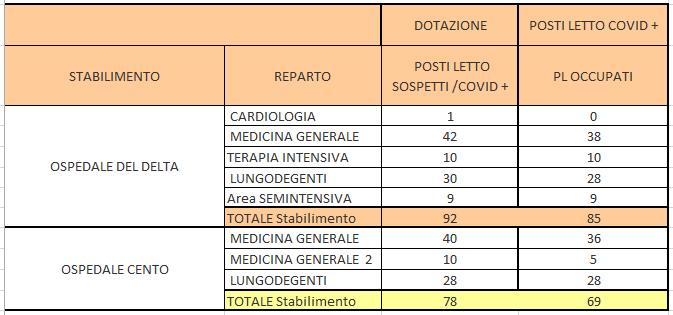 DOTAZIONE POSTI LETTO COVID +
STABILIMENTO REPARTO POSTI LETTO SOSPETTI /COVID + PL OCCUPATI
OSPEDALE DEL DELTA
CARDIOLOGIA 1 0
MEDICINA GENERALE 42 38
TERAPIA INTENSIVA 10 10
LUNGODEGENTI 30 28
Area SEMINTENSIVA 9 9
TOTALE Stabilimento 92 85
OSPEDALE CENTO
MEDICINA GENERALE 40 36
MEDICINA GENERALE 2 10 5
LUNGODEGENTI 28 28
TOTALE Stabilimento 78 69